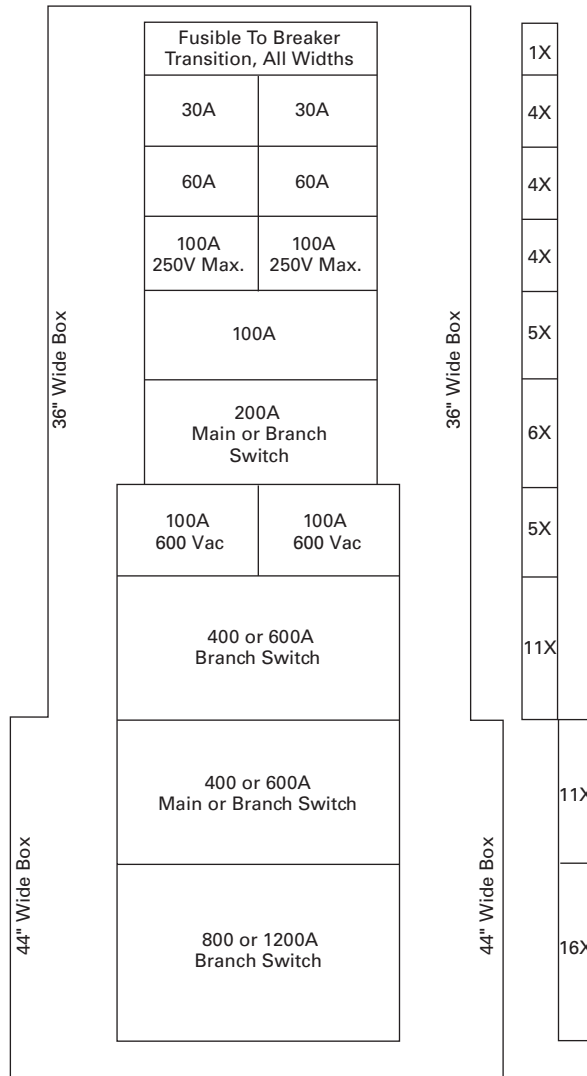 Fusible To Breaker
Transition, All Widths
1X
30A
30A
4X
60A
60A
4X
100A
250V Max.
100A
250V Max.
4X
36" Wide Box
100A
36" Wide Box
5X
200A
Main or Branch
Switch
6X
100A
600 Vac
100A
600 Vac
5X
400 or 600A
Branch Switch
11X
400 or 600A
Main or Branch Switch
11X
44" Wide Box
800 or 1200A
Branch Switch
44" Wide Box
16X